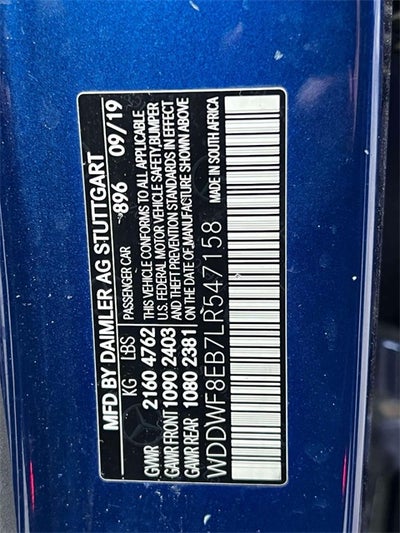 MFD BY DAIMLER AG STUTTGART
KG LBS PASSENGER CAR 896 09/19
GVWR 2160 4762 THIS VEHICLE CONFORMS TO ALL APPLICABLE
U.S. FEDERAL MOTOR VEHICLE SAFETY, BUMPER
GAWR FRONT 1090 2403 AND THEFT PREVENTION STANDARDS IN EFFECT
GAWR REAR 1080 2381 ON THE DATE OF MANUFACTURE SHOWN ABOVE
WDDWF8EB7LR547158 MADE IN SOUTH AFRICA